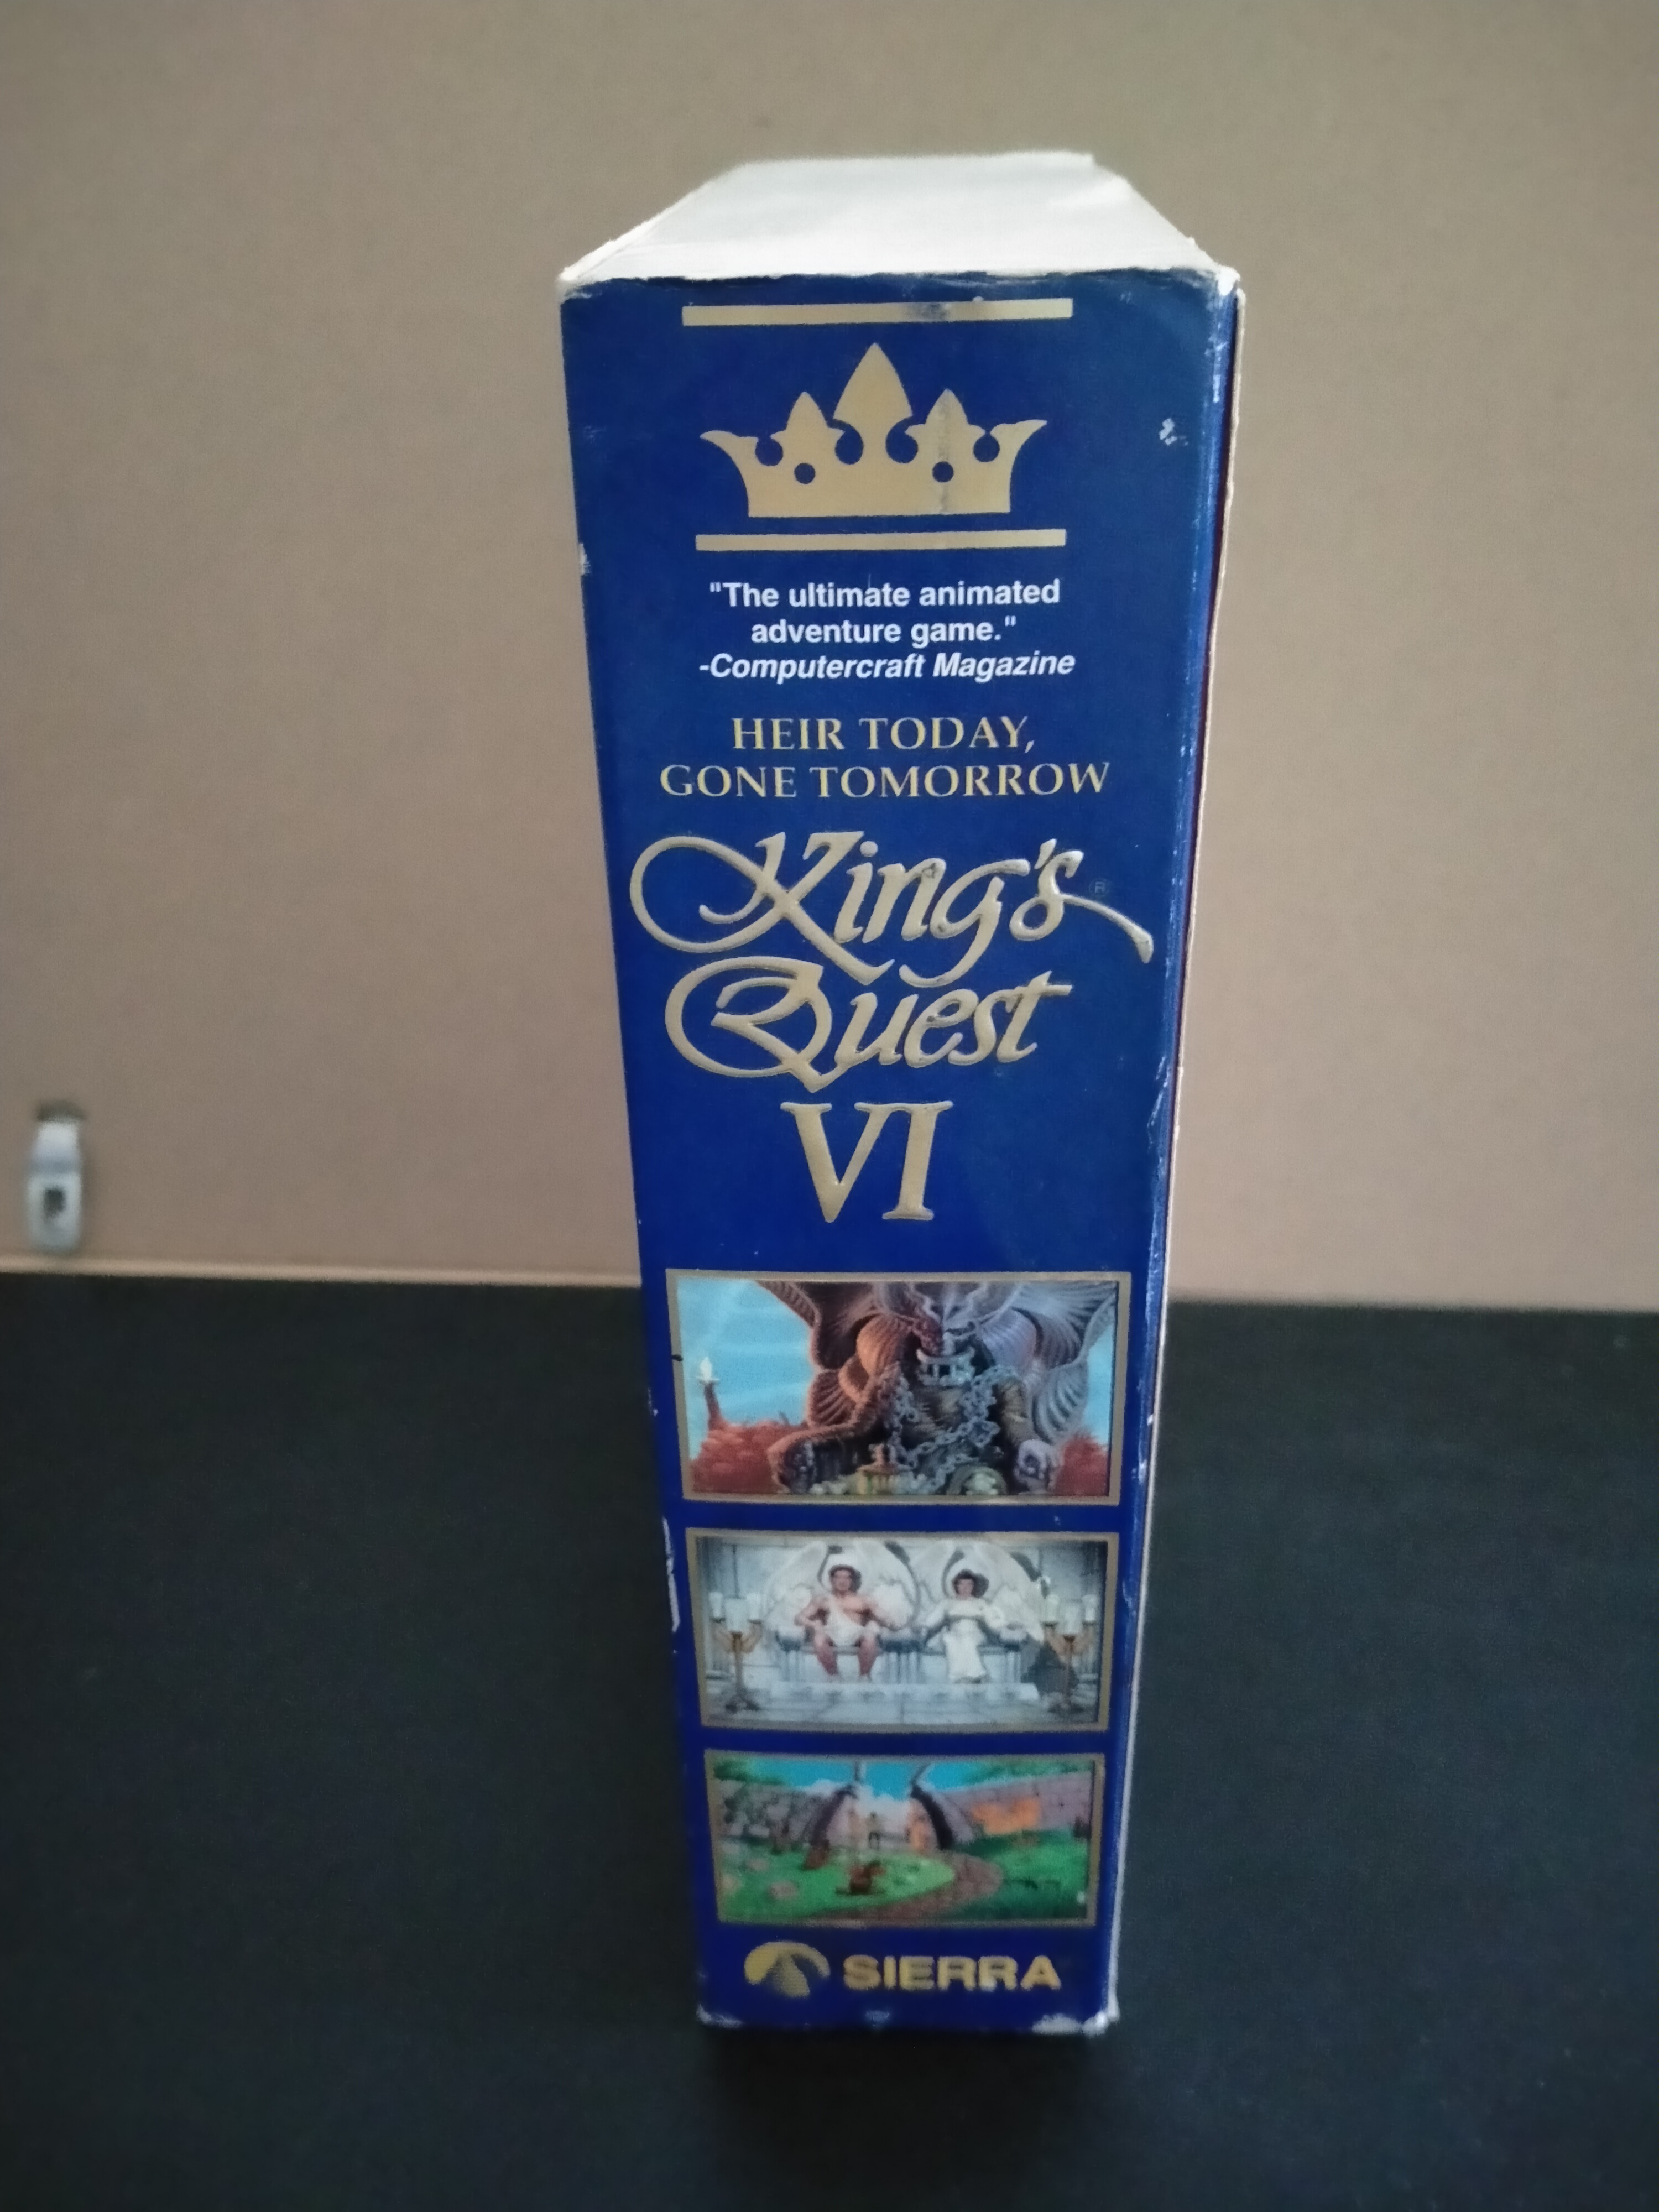 "The ultimate animated
adventure game."
-Computercraft Magazine
HEIR TODAY,
GONE TOMORROW
King's®
Quest
VI
SIERRA